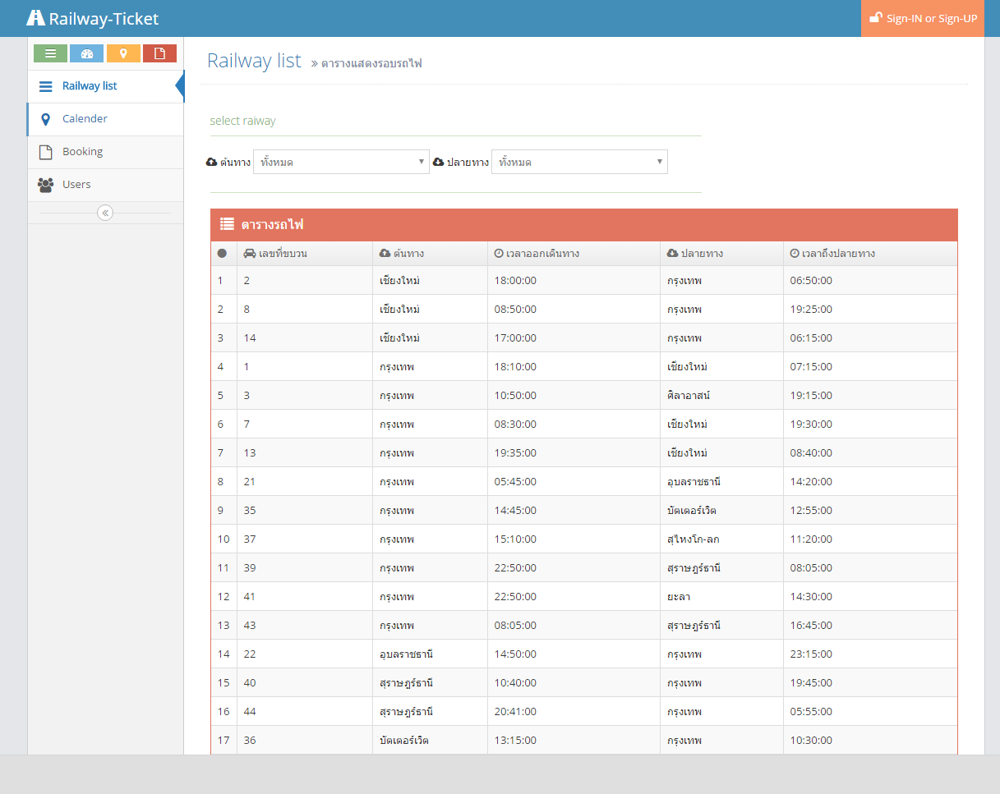 Railway-Ticket
Sign-IN or Sign-UP
Railway list
Calender
Booking
Users
Railway list » ตารางแสดงรอบรถไฟ
select raiway
ต้นทาง ทั้งหมด ปลายทาง ทั้งหมด
ตารางรถไฟ
เลขที่ขบวน ต้นทาง เวลาออกเดินทาง ปลายทาง เวลาถึงปลายทาง
1 2 เชียงใหม่ 18:00:00 กรุงเทพ 06:50:00
2 8 เชียงใหม่ 08:50:00 กรุงเทพ 19:25:00
3 14 เชียงใหม่ 17:00:00 กรุงเทพ 06:15:00
4 1 กรุงเทพ 18:10:00 เชียงใหม่ 07:15:00
5 3 กรุงเทพ 10:50:00 ศิลาอาสน์ 19:15:00
6 7 กรุงเทพ 08:30:00 เชียงใหม่ 19:30:00
7 13 กรุงเทพ 19:35:00 เชียงใหม่ 08:40:00
8 21 กรุงเทพ 05:45:00 อุบลราชธานี 14:20:00
9 35 กรุงเทพ 14:45:00 บัตเตอร์เวิต 12:55:00
10 37 กรุงเทพ 15:10:00 สุไหงโก-ลก 11:20:00
11 39 กรุงเทพ 22:50:00 สุราษฎร์ธานี 08:05:00
12 41 กรุงเทพ 22:50:00 ยะลา 14:30:00
13 43 กรุงเทพ 08:05:00 สุราษฎร์ธานี 16:45:00
14 22 อุบลราชธานี 14:50:00 กรุงเทพ 23:15:00
15 40 สุราษฎร์ธานี 10:40:00 กรุงเทพ 19:45:00
16 44 สุราษฎร์ธานี 20:41:00 กรุงเทพ 05:55:00
17 36 บัตเตอร์เวิต 13:15:00 กรุงเทพ 10:30:00